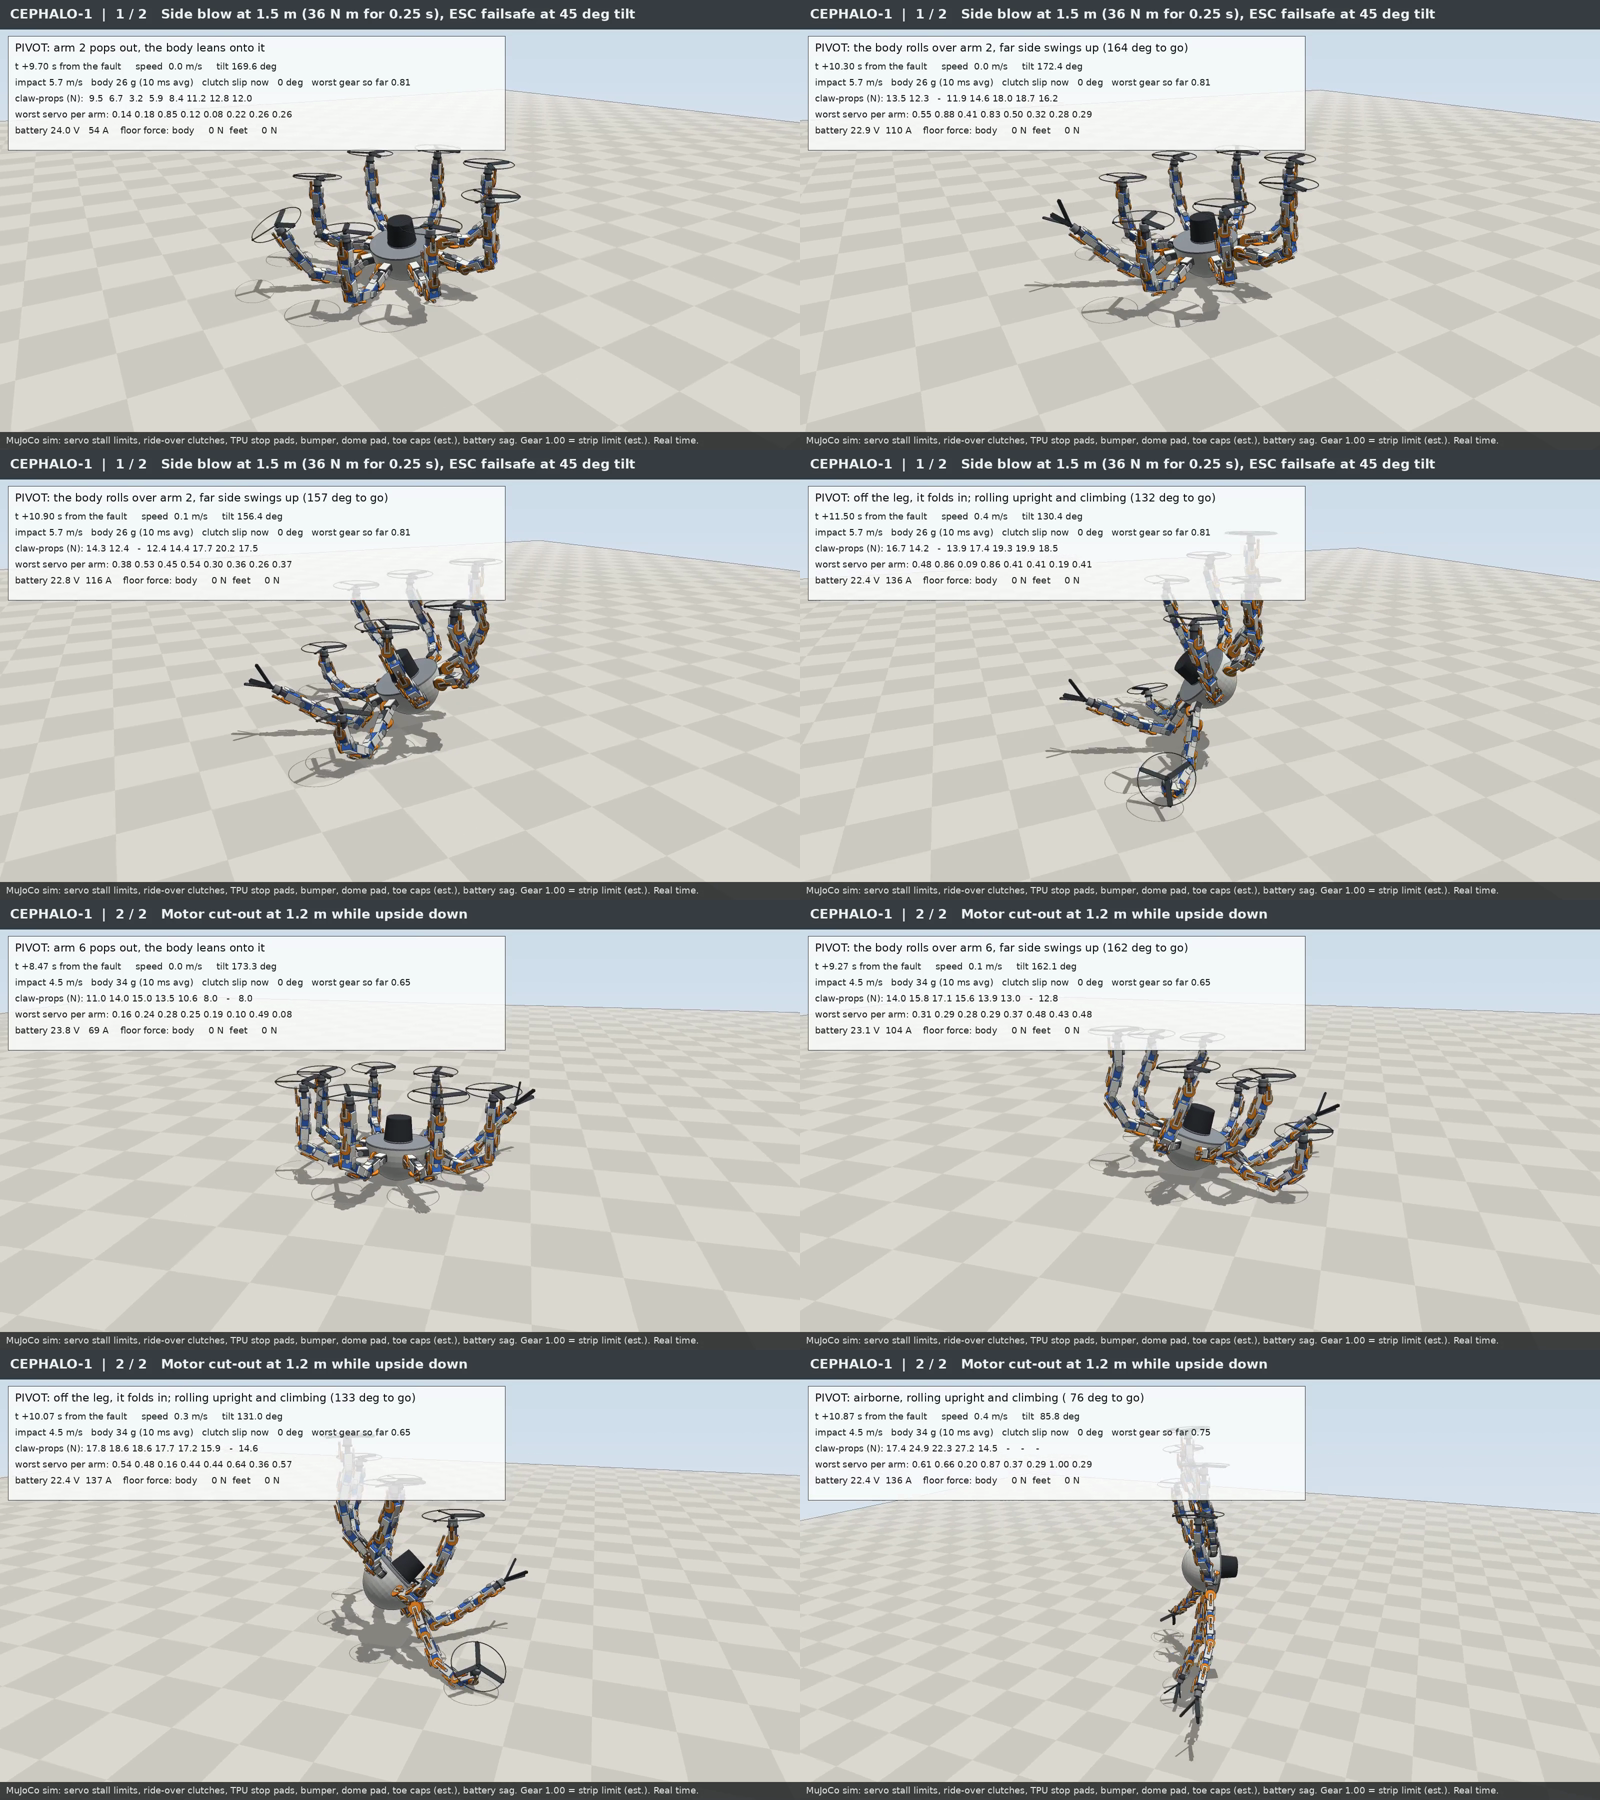 CEPHALO-1 | 1 / 2 Side blow at 1.5 m (36 N m for 0.25 s), ESC failsafe at 45 deg tilt
PIVOT: arm 2 pops out, the body leans onto it
t +9.70 s from the fault speed 0.0 m/s tilt 169.6 deg
impact 5.7 m/s body 26 g (10 ms avg) clutch slip now 0 deg worst gear so far 0.81
claw-props (N): 9.5 6.7 3.2 5.9 8.4 11.2 12.8 12.0
worst servo per arm: 0.14 0.18 0.85 0.12 0.08 0.22 0.26 0.26
battery 24.0 V 54 A floor force: body 0 N feet 0 N
MuJoCo sim: servo stall limits, ride-over clutches, TPU stop pads, bumper, dome pad, toe caps (est.), battery sag. Gear 1.00 = strip limit (est.). Real time.
CEPHALO-1 | 1 / 2 Side blow at 1.5 m (36 N m for 0.25 s), ESC failsafe at 45 deg tilt
PIVOT: the body rolls over arm 2, far side swings up (164 deg to go)
t +10.30 s from the fault speed 0.0 m/s tilt 172.4 deg
impact 5.7 m/s body 26 g (10 ms avg) clutch slip now 0 deg worst gear so far 0.81
claw-props (N): 13.5 12.3 - 11.9 14.6 18.0 18.7 16.2
worst servo per arm: 0.55 0.88 0.41 0.83 0.50 0.32 0.28 0.29
battery 22.9 V 110 A floor force: body 0 N feet 0 N
MuJoCo sim: servo stall limits, ride-over clutches, TPU stop pads, bumper, dome pad, toe caps (est.), battery sag. Gear 1.00 = strip limit (est.). Real time.
CEPHALO-1 | 1 / 2 Side blow at 1.5 m (36 N m for 0.25 s), ESC failsafe at 45 deg tilt
PIVOT: the body rolls over arm 2, far side swings up (157 deg to go)
t +10.90 s from the fault speed 0.1 m/s tilt 156.4 deg
impact 5.7 m/s body 26 g (10 ms avg) clutch slip now 0 deg worst gear so far 0.81
claw-props (N): 14.3 12.4 - 12.4 14.4 17.7 20.2 17.5
worst servo per arm: 0.38 0.53 0.45 0.54 0.30 0.36 0.26 0.37
battery 22.8 V 116 A floor force: body 0 N feet 0 N
MuJoCo sim: servo stall limits, ride-over clutches, TPU stop pads, bumper, dome pad, toe caps (est.), battery sag. Gear 1.00 = strip limit (est.). Real time.
CEPHALO-1 | 1 / 2 Side blow at 1.5 m (36 N m for 0.25 s), ESC failsafe at 45 deg tilt
PIVOT: off the leg, it folds in; rolling upright and climbing (132 deg to go)
t +11.50 s from the fault speed 0.4 m/s tilt 130.4 deg
impact 5.7 m/s body 26 g (10 ms avg) clutch slip now 0 deg worst gear so far 0.81
claw-props (N): 16.7 14.2 - 13.9 17.4 19.3 19.9 18.5
worst servo per arm: 0.48 0.86 0.09 0.86 0.41 0.41 0.19 0.41
battery 22.4 V 136 A floor force: body 0 N feet 0 N
MuJoCo sim: servo stall limits, ride-over clutches, TPU stop pads, bumper, dome pad, toe caps (est.), battery sag. Gear 1.00 = strip limit (est.). Real time.
CEPHALO-1 | 2 / 2 Motor cut-out at 1.2 m while upside down
PIVOT: arm 6 pops out, the body leans onto it
t +8.47 s from the fault speed 0.0 m/s tilt 173.3 deg
impact 4.5 m/s body 34 g (10 ms avg) clutch slip now 0 deg worst gear so far 0.65
claw-props (N): 11.0 14.0 15.0 13.5 10.6 8.0 - 8.0
worst servo per arm: 0.16 0.24 0.28 0.25 0.19 0.10 0.49 0.08
battery 23.8 V 69 A floor force: body 0 N feet 0 N
MuJoCo sim: servo stall limits, ride-over clutches, TPU stop pads, bumper, dome pad, toe caps (est.), battery sag. Gear 1.00 = strip limit (est.). Real time.
CEPHALO-1 | 2 / 2 Motor cut-out at 1.2 m while upside down
PIVOT: the body rolls over arm 6, far side swings up (162 deg to go)
t +9.27 s from the fault speed 0.1 m/s tilt 162.1 deg
impact 4.5 m/s body 34 g (10 ms avg) clutch slip now 0 deg worst gear so far 0.65
claw-props (N): 14.0 15.8 17.1 15.6 13.9 13.0 - 12.8
worst servo per arm: 0.31 0.29 0.28 0.29 0.37 0.48 0.43 0.48
battery 23.1 V 104 A floor force: body 0 N feet 0 N
MuJoCo sim: servo stall limits, ride-over clutches, TPU stop pads, bumper, dome pad, toe caps (est.), battery sag. Gear 1.00 = strip limit (est.). Real time.
CEPHALO-1 | 2 / 2 Motor cut-out at 1.2 m while upside down
PIVOT: off the leg, it folds in; rolling upright and climbing (133 deg to go)
t +10.07 s from the fault speed 0.3 m/s tilt 131.0 deg
impact 4.5 m/s body 34 g (10 ms avg) clutch slip now 0 deg worst gear so far 0.65
claw-props (N): 17.8 18.6 18.6 17.7 17.2 15.9 - 14.6
worst servo per arm: 0.54 0.48 0.16 0.44 0.44 0.64 0.36 0.57
battery 22.4 V 137 A floor force: body 0 N feet 0 N
MuJoCo sim: servo stall limits, ride-over clutches, TPU stop pads, bumper, dome pad, toe caps (est.), battery sag. Gear 1.00 = strip limit (est.). Real time.
CEPHALO-1 | 2 / 2 Motor cut-out at 1.2 m while upside down
PIVOT: airborne, rolling upright and climbing ( 76 deg to go)
t +10.87 s from the fault speed 0.4 m/s tilt 85.8 deg
impact 4.5 m/s body 34 g (10 ms avg) clutch slip now 0 deg worst gear so far 0.75
claw-props (N): 17.4 24.9 22.3 27.2 14.5 - - -
worst servo per arm: 0.61 0.66 0.20 0.87 0.37 0.29 1.00 0.29
battery 22.4 V 136 A floor force: body 0 N feet 0 N
MuJoCo sim: servo stall limits, ride-over clutches, TPU stop pads, bumper, dome pad, toe caps (est.), battery sag. Gear 1.00 = strip limit (est.). Real time.